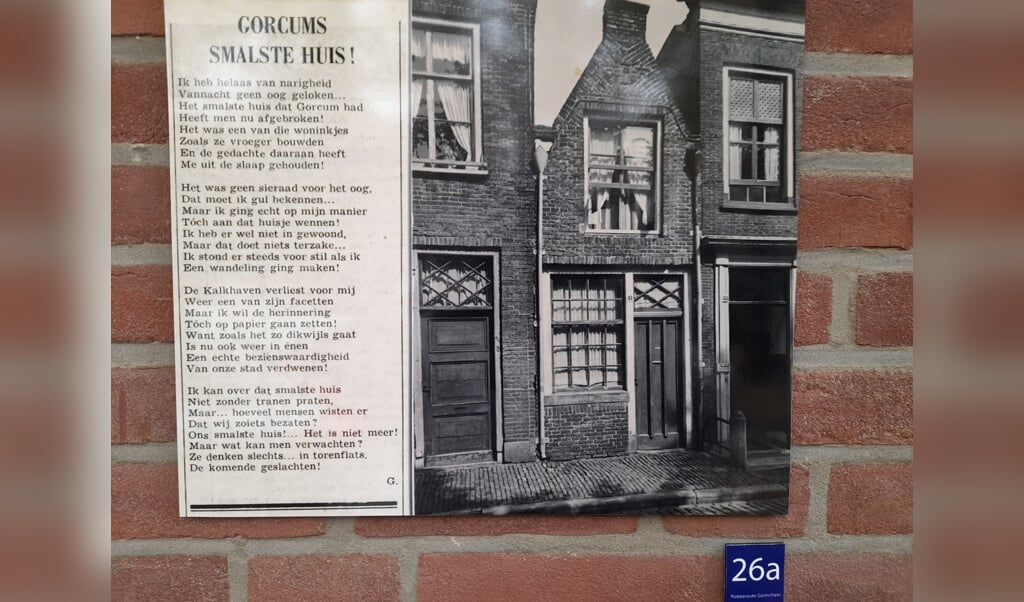 GORCUMS
SMALSTE HUIS!
Ik heb helaas van narigheid
Vannacht geen oog geloken...
Het smalste huis dat Gorcum had
Heeft men nu afgebroken!
Het was een van die woninkjes
Zoals ze vroeger bouwden
En de gedachte daaraan heeft
Me uit de slaap gehouden!
Het was geen sieraad voor het oog,
Dat moet ik gul bekennen...
Maar ik ging echt op mijn manier
Tóch aan dat huisje wennen!
Ik heb er wel niet in gewoond,
Maar dat doet niets terzake...
Ik stond er steeds voor stil als ik
Een wandeling ging maken!
De Kalkhaven verliest voor mij
Weer een van zijn facetten
Maar ik wil de herinnering
Tóch op papier gaan zetten!
Want zoals het zo dikwijls gaat
Is nu ook weer in énen
Een echte bezienswaardigheid
Van onze stad verdwenen!
Ik kan over dat smalste huis
Niet zonder tranen praten,
Maar... hoeveel mensen wisten er
Dat wij zoiets bezaten?
Ons smalste huis!... Het is niet meer!
Maar wat kan men verwachten?
Ze denken slechts... in torenflats,
De komende geslachten!
G.
26a
Poëzieroute Gorinchem